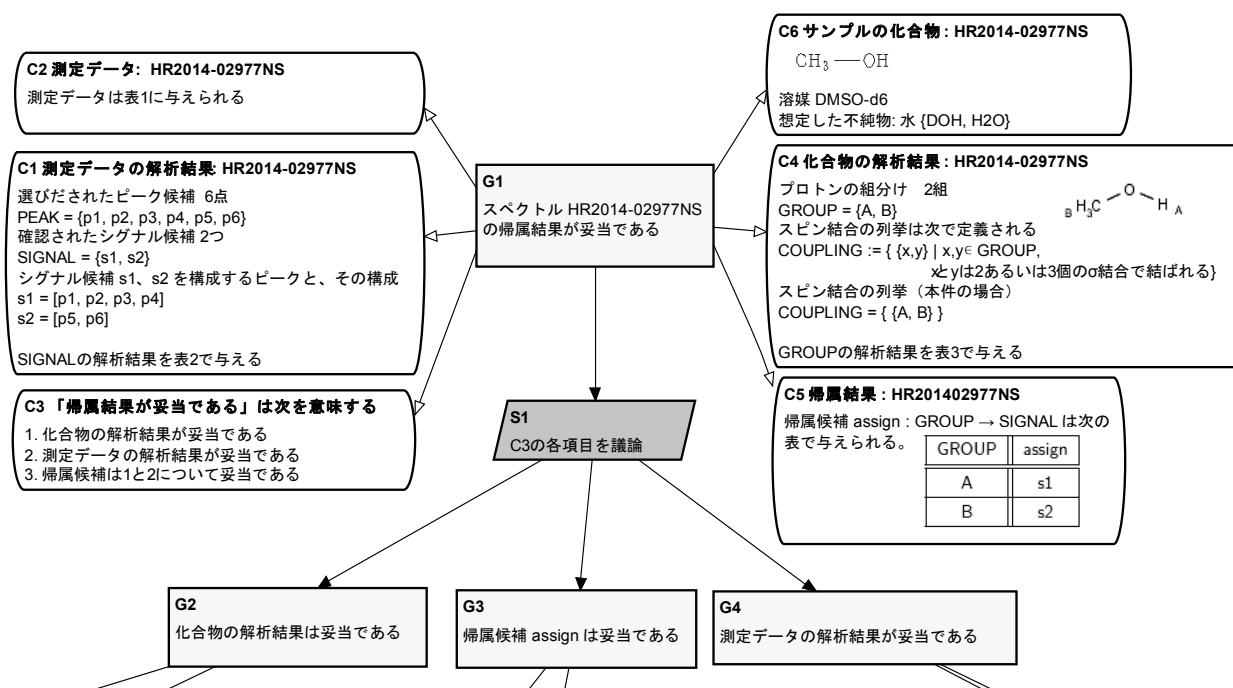 C2 測定データ: HR2014-02977NS
測定データは表1に与えられる
C1 測定データの解析結果: HR2014-02977NS
選びだされたピーク候補 6点
PEAK = {p1, p2, p3, p4, p5, p6}
確認されたシグナル候補 2つ
SIGNAL = {s1, s2}
シグナル候補 s1、s2 を構成するピークと、その構成
s1 = [p1, p2, p3, p4]
s2 = [p5, p6]
SIGNALの解析結果を表2で与える
C3 「帰属結果が妥当である」は次を意味する
1. 化合物の解析結果が妥当である
2. 測定データの解析結果が妥当である
3. 帰属候補は1と2について妥当である
G1
スペクトル HR2014-02977NS
の帰属結果が妥当である
S1
C3の各項目を議論
C6 サンプルの化合物 : HR2014-02977NS
CH3 — OH
溶媒 DMSO-d6
想定した不純物: 水 {DOH, H2O}
C4 化合物の解析結果 : HR2014-02977NS
プロトンの組分け 2組
GROUP = {A, B}
B H3C O H A
スピン結合の列挙は次で定義される
COUPLING := { {x,y} | x,y∈ GROUP,
xとyは2あるいは3個のσ結合で結ばれる}
スピン結合の列挙（本件の場合）
COUPLING = { {A, B} }
GROUPの解析結果を表3で与える
C5 帰属結果 : HR201402977NS
帰属候補 assign : GROUP → SIGNAL は次の
表で与えられる。
GROUP assign
A s1
B s2
G2
化合物の解析結果は妥当である
G3
帰属候補 assign は妥当である
G4
測定データの解析結果が妥当である